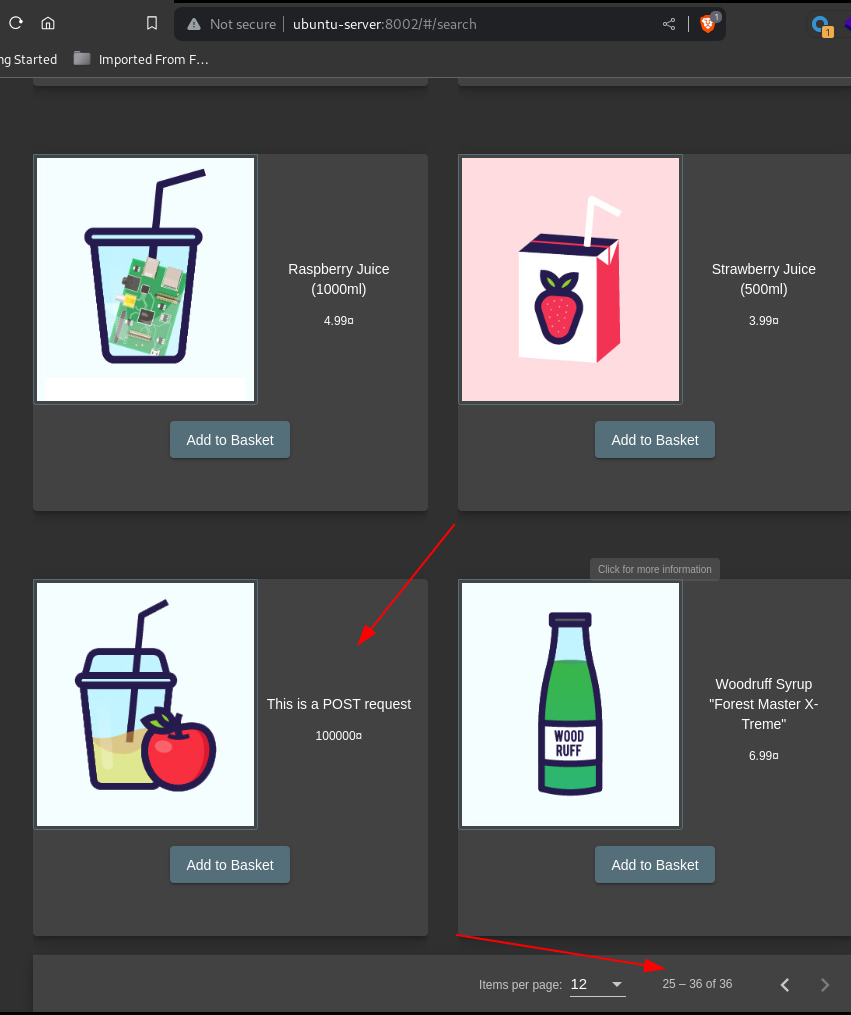 1
Not secure
ubuntu-server:8002/#/search
1
ng Started
Imported From F…
Raspberry Juice
(1000ml)
4.99¤
Strawberry Juice
(500ml)
3.99¤
Add to Basket
Add to Basket
Click for more information
This is a POST request
100000¤
Woodruff Syrup
"Forest Master X-
Treme"
6.99¤
WOOD
RUFF
Add to Basket
Add to Basket
Items per page:
12
25 – 36 of 36